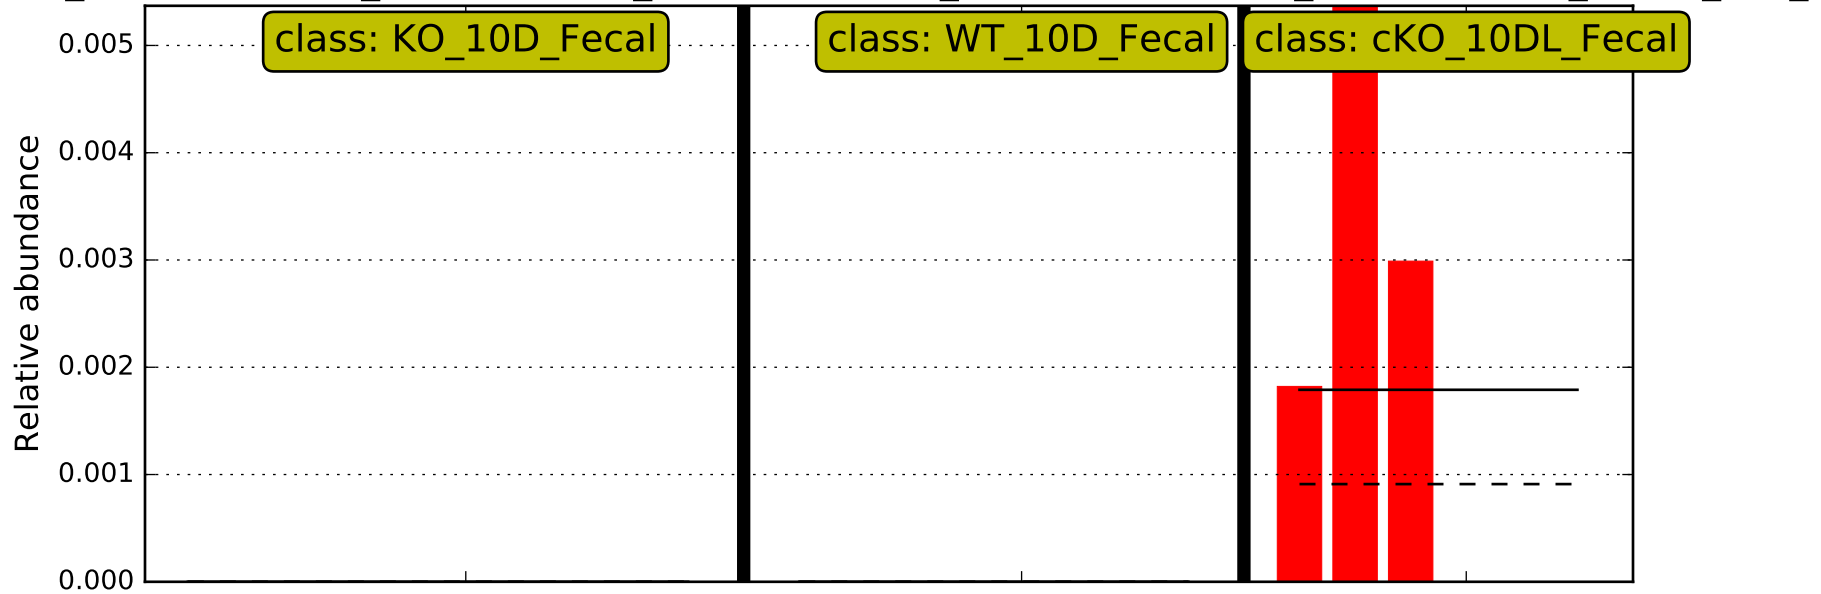 class: KO_10D_Fecal
class: WT_10D_Fecal
class: cKO_10DL_Fecal
0.005
0.004
0.003
0.002
0.001
0.000
Relative abundance